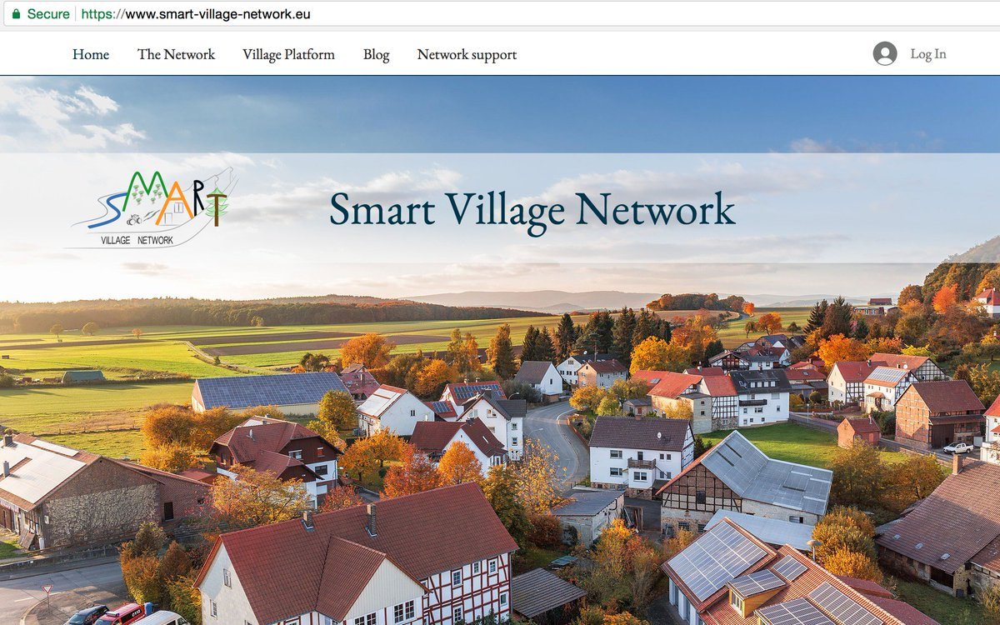 Secure https://www.smart-village-network.eu
Home The Network Village Platform Blog Network support Log In
SMART
VILLAGE NETWORK
Smart Village Network